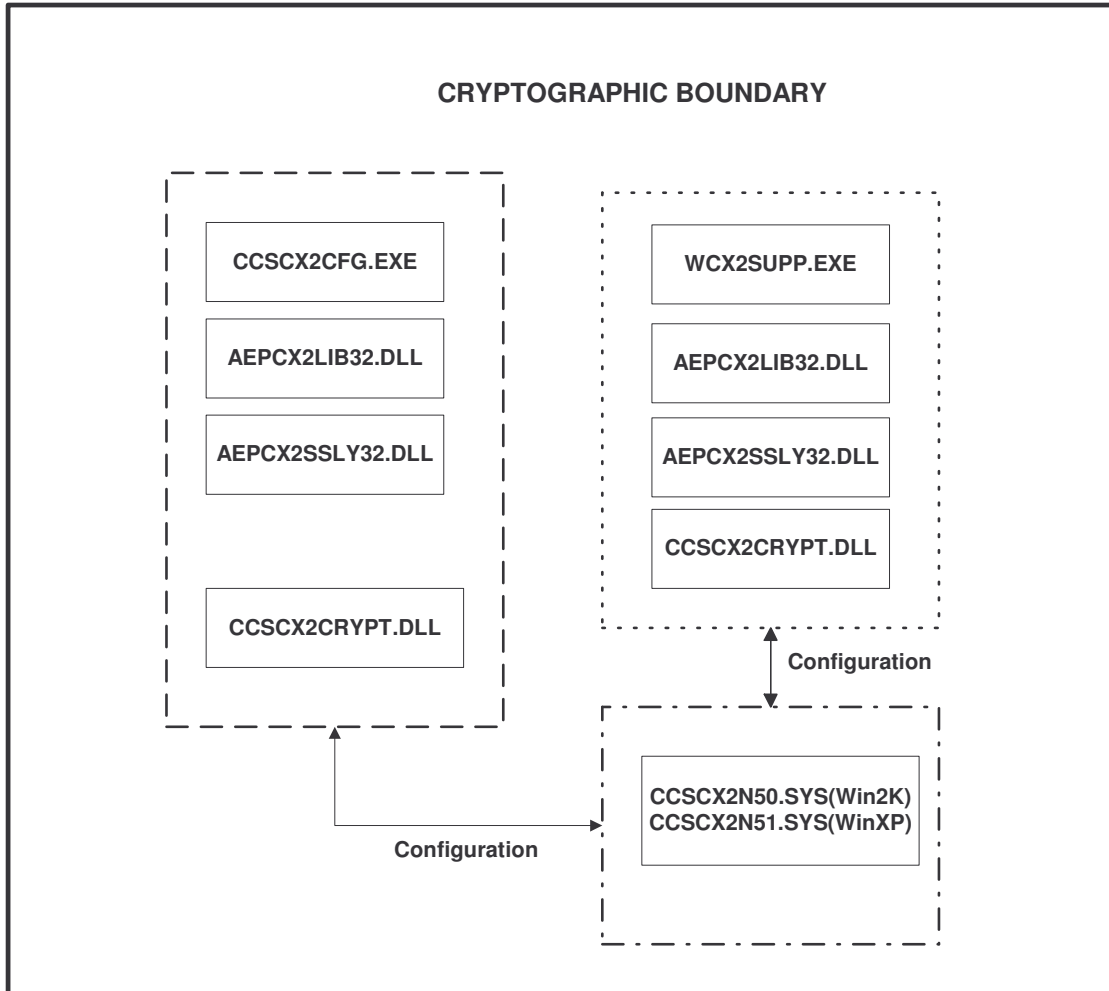 CRYPTOGRAPHIC BOUNDARY
CCSCX2CFG.EXE
AEPCX2LIB32.DLL
AEPCX2SSLY32.DLL
CCSCX2CRYPT.DLL
WCX2SUPP.EXE
AEPCX2LIB32.DLL
AEPCX2SSLY32.DLL
CCSCX2CRYPT.DLL
Configuration
CCSCX2N50.SYS(Win2K)
CCSCX2N51.SYS(WinXP)
Configuration